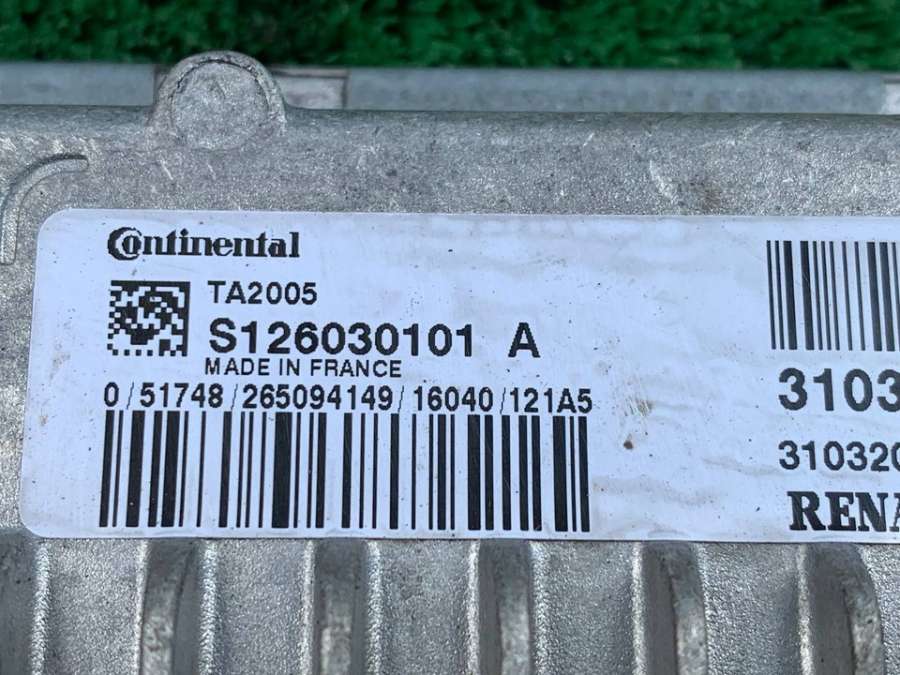 Continental
TA2005
S126030101 A
MADE IN FRANCE
0/51748/265094149/16040/121A5
3103
310320
RENA